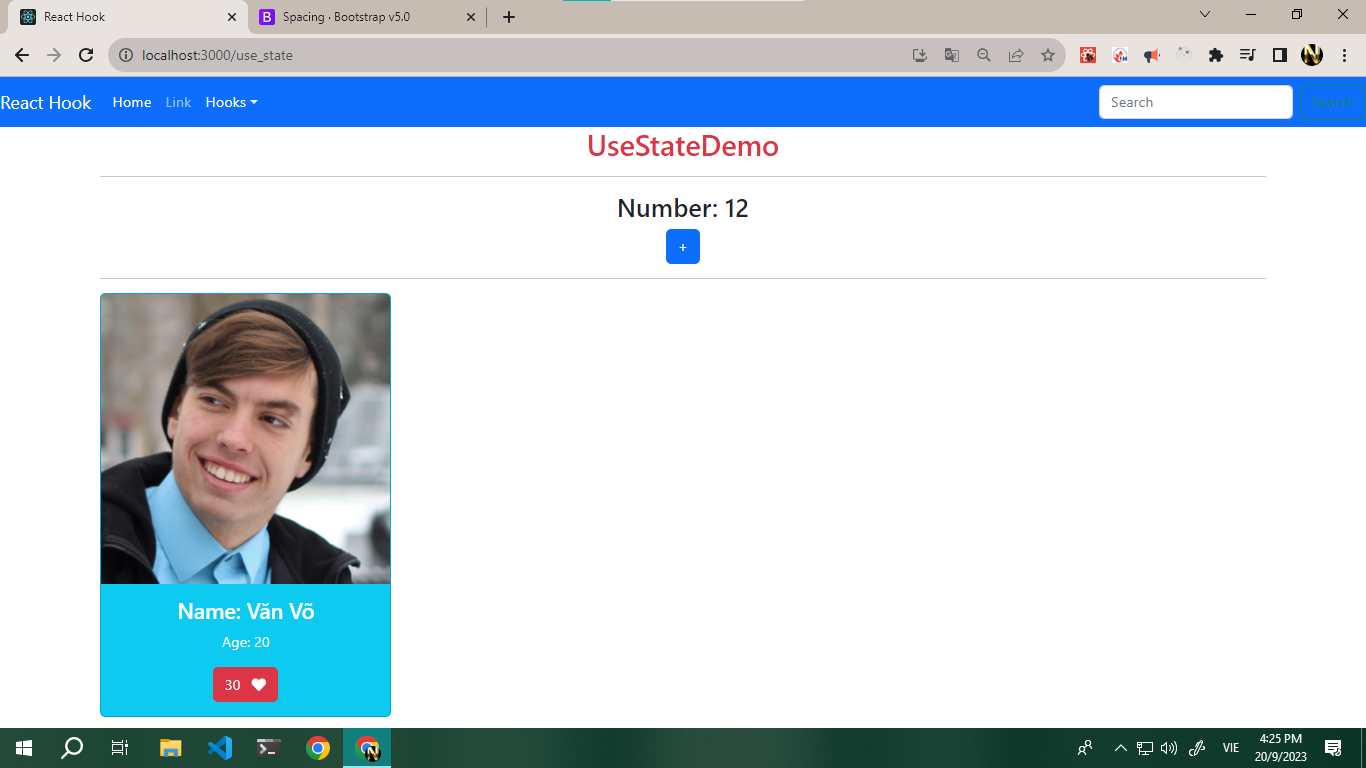 React Hook
Spacing · Bootstrap v5.0
localhost:3000/use_state
React Hook Home Link Hooks
Search
Search
UseStateDemo
Number: 12
+
Name: Văn Võ
Age: 20
30
VIE
4:25 PM
20/9/2023